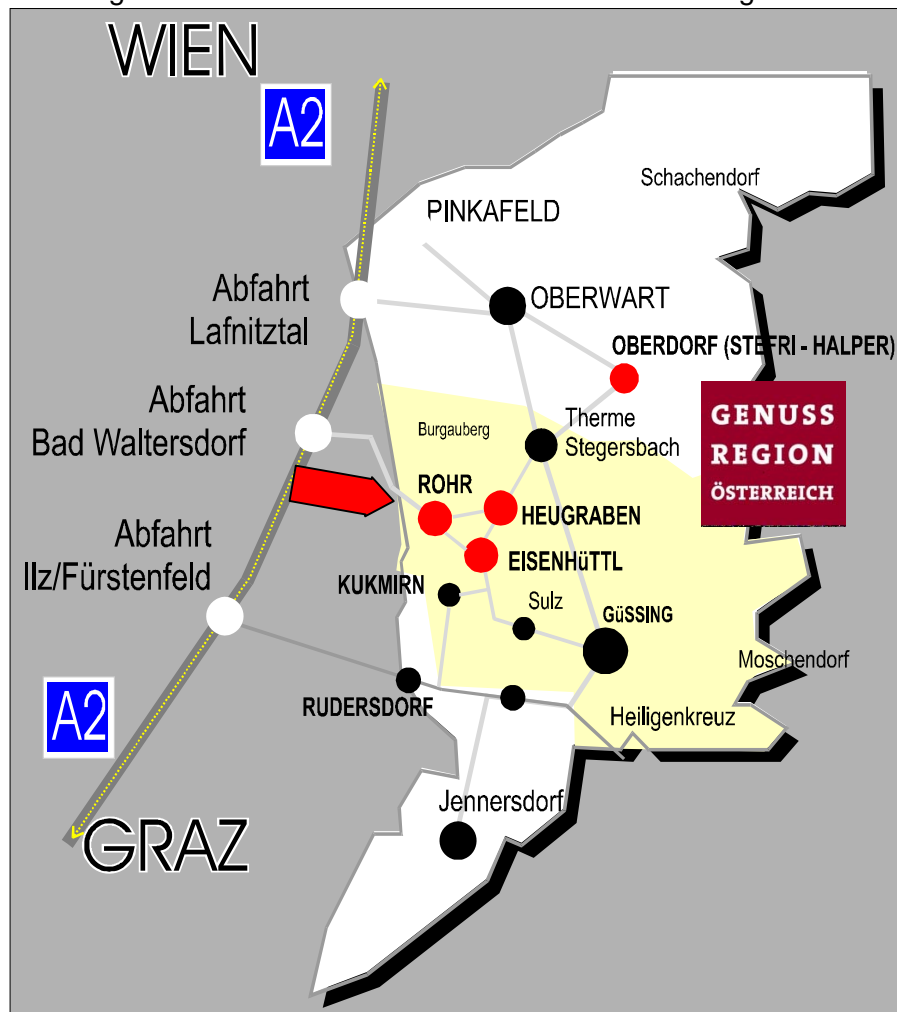 WIEN
A2
Schachendorf
PINKAFELD
Abfahrt
Lafnitztal
OBERWART
OBERDORF (STEFRI - HALPER)
Abfahrt
Bad Waltersdorf
Burgauberg
Therme
Stegersbach
GENUSS
REGION
ÖSTERREICH
ROHR
HEUGRABEN
Abfahrt
Ilz/Fürstenfeld
EISENHüTTL
KUKMIRN
Sulz
GüSSING
Moschendorf
RUDERSDORF
A2
Heiligenkreuz
Jennersdorf
GRAZ